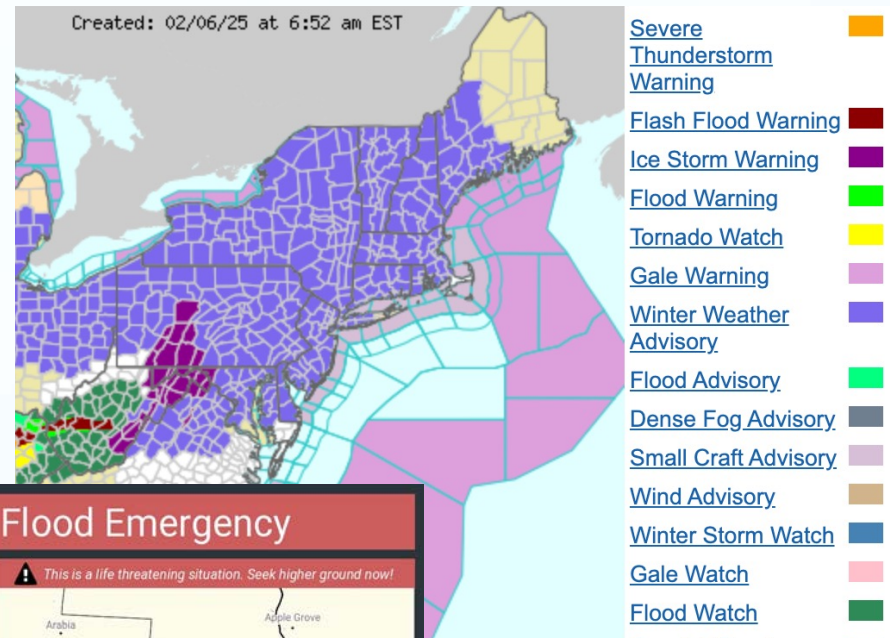 Created: 02/06/25 at 6:52 am EST
Severe
Thunderstorm
Warning
Flash Flood Warning
Ice Storm Warning
Flood Warning
Tornado Watch
Gale Warning
Winter Weather
Advisory
Flood Advisory
Dense Fog Advisory
Small Craft Advisory
Wind Advisory
Winter Storm Watch
Gale Watch
Flood Watch
Flood Emergency
This is a life threatening situation. Seek higher ground now!
Arabia
Apple Grove